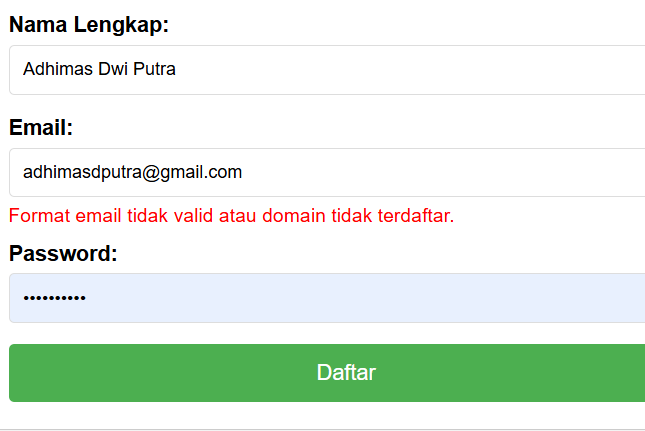 Nama Lengkap:
Adhimas Dwi Putra
Email:
adhimasdputra@gmail.com
Format email tidak valid atau domain tidak terdaftar.
Password:
••••••••••
Daftar